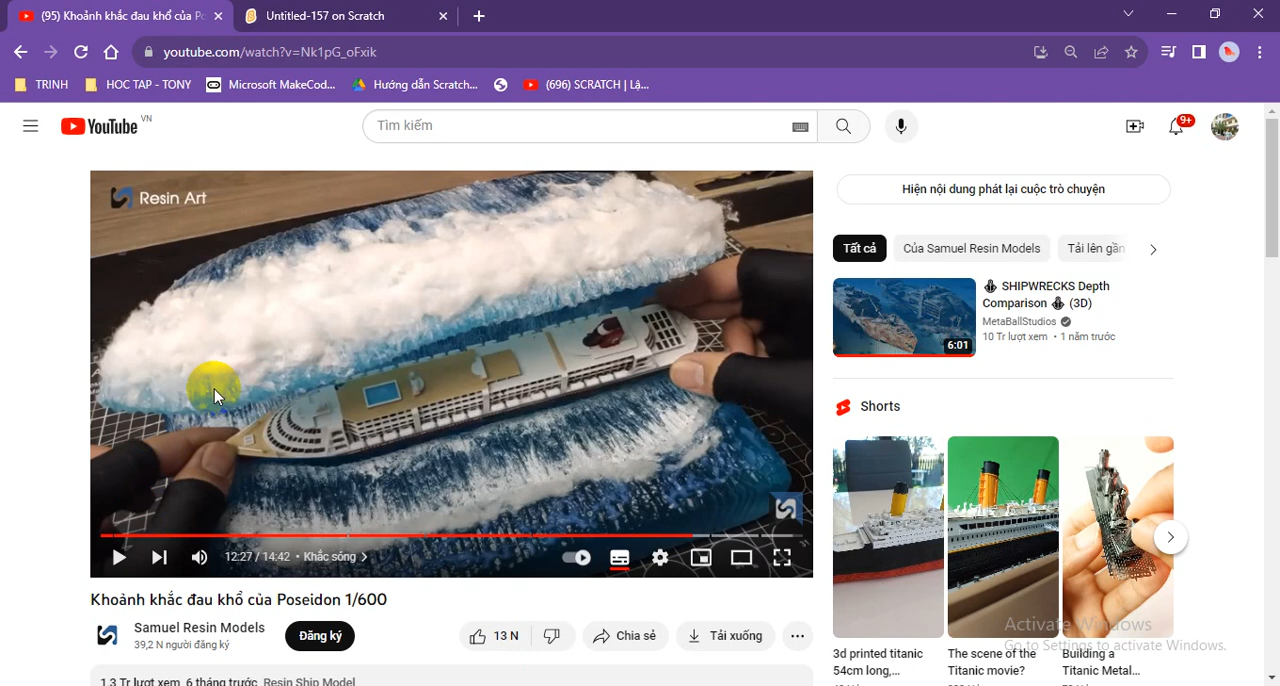 (95) Khoảnh khắc đau khổ của Po
Untitled-157 on Scratch
youtube.com/watch?v=Nk1pG_oFxik
TRINH
HOC TAP - TONY
Microsoft MakeCod...
Hướng dẫn Scratch...
(696) SCRATCH | Lậ...
YouTube VN
Tìm kiếm
9+
Resin Art
Hiện nội dung phát lại cuộc trò chuyện
Tất cả
Của Samuel Resin Models
Tải lên gần
SHIPWRECKS Depth
Comparison (3D)
MetaBallStudios
10 Tr lượt xem • 1 năm trước
6:01
Shorts
12:27 / 14:42 • Khắc sóng
Khoảnh khắc đau khổ của Poseidon 1/600
Samuel Resin Models
39,2 N người đăng ký
Đăng ký
13 N
Chia sẻ
Tải xuống
1,3 Tr lượt xem 6 tháng trước Resin Ship Model
3d printed titanic
54cm long,...
The scene of the
Titanic movie?
Building a
Titanic Metal...
Activate Windows
Go to Settings to activate Windows.